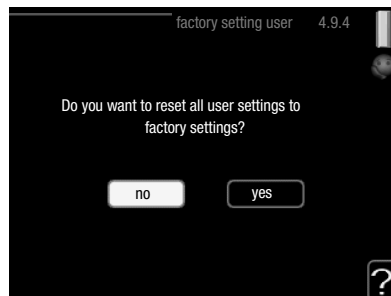 factory setting user 4.9.4
Do you want to reset all user settings to
factory settings?
no yes
?